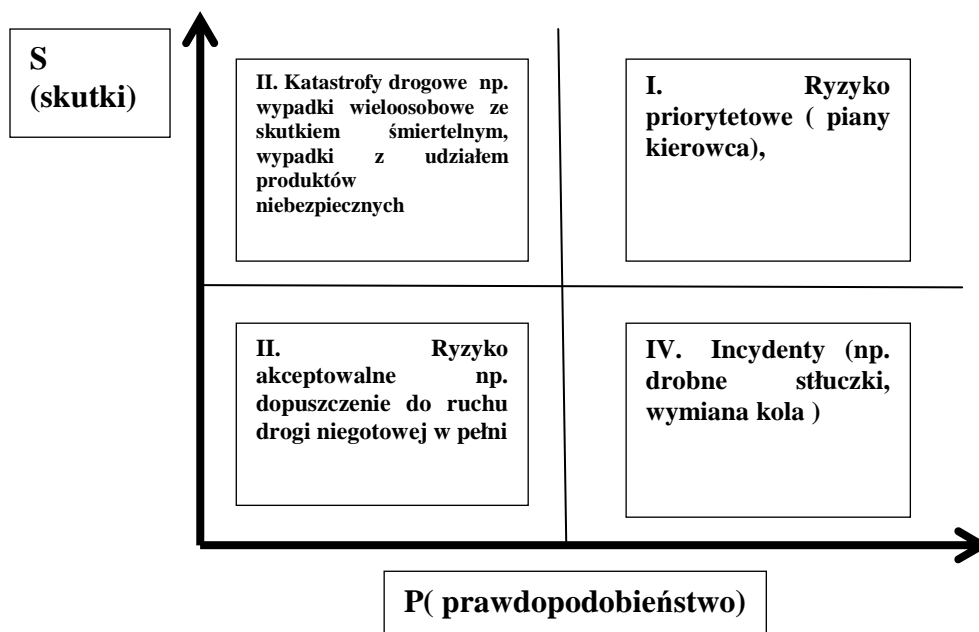 S
(skutki)
II. Katastrofy drogowe np.
wypadki wieloosobowe ze
skutkiem śmiertelnym,
wypadki z udziałem
produktów
niebezpiecznych
I. Ryzyko
priorytetowe ( piany
kierowca),
II. Ryzyko
akceptowalne np.
dopuszczenie do ruchu
drogi niegotowej w pełni
IV. Incydenty (np.
drobne stłuczki,
wymiana kola )
P( prawdopodobieństwo)